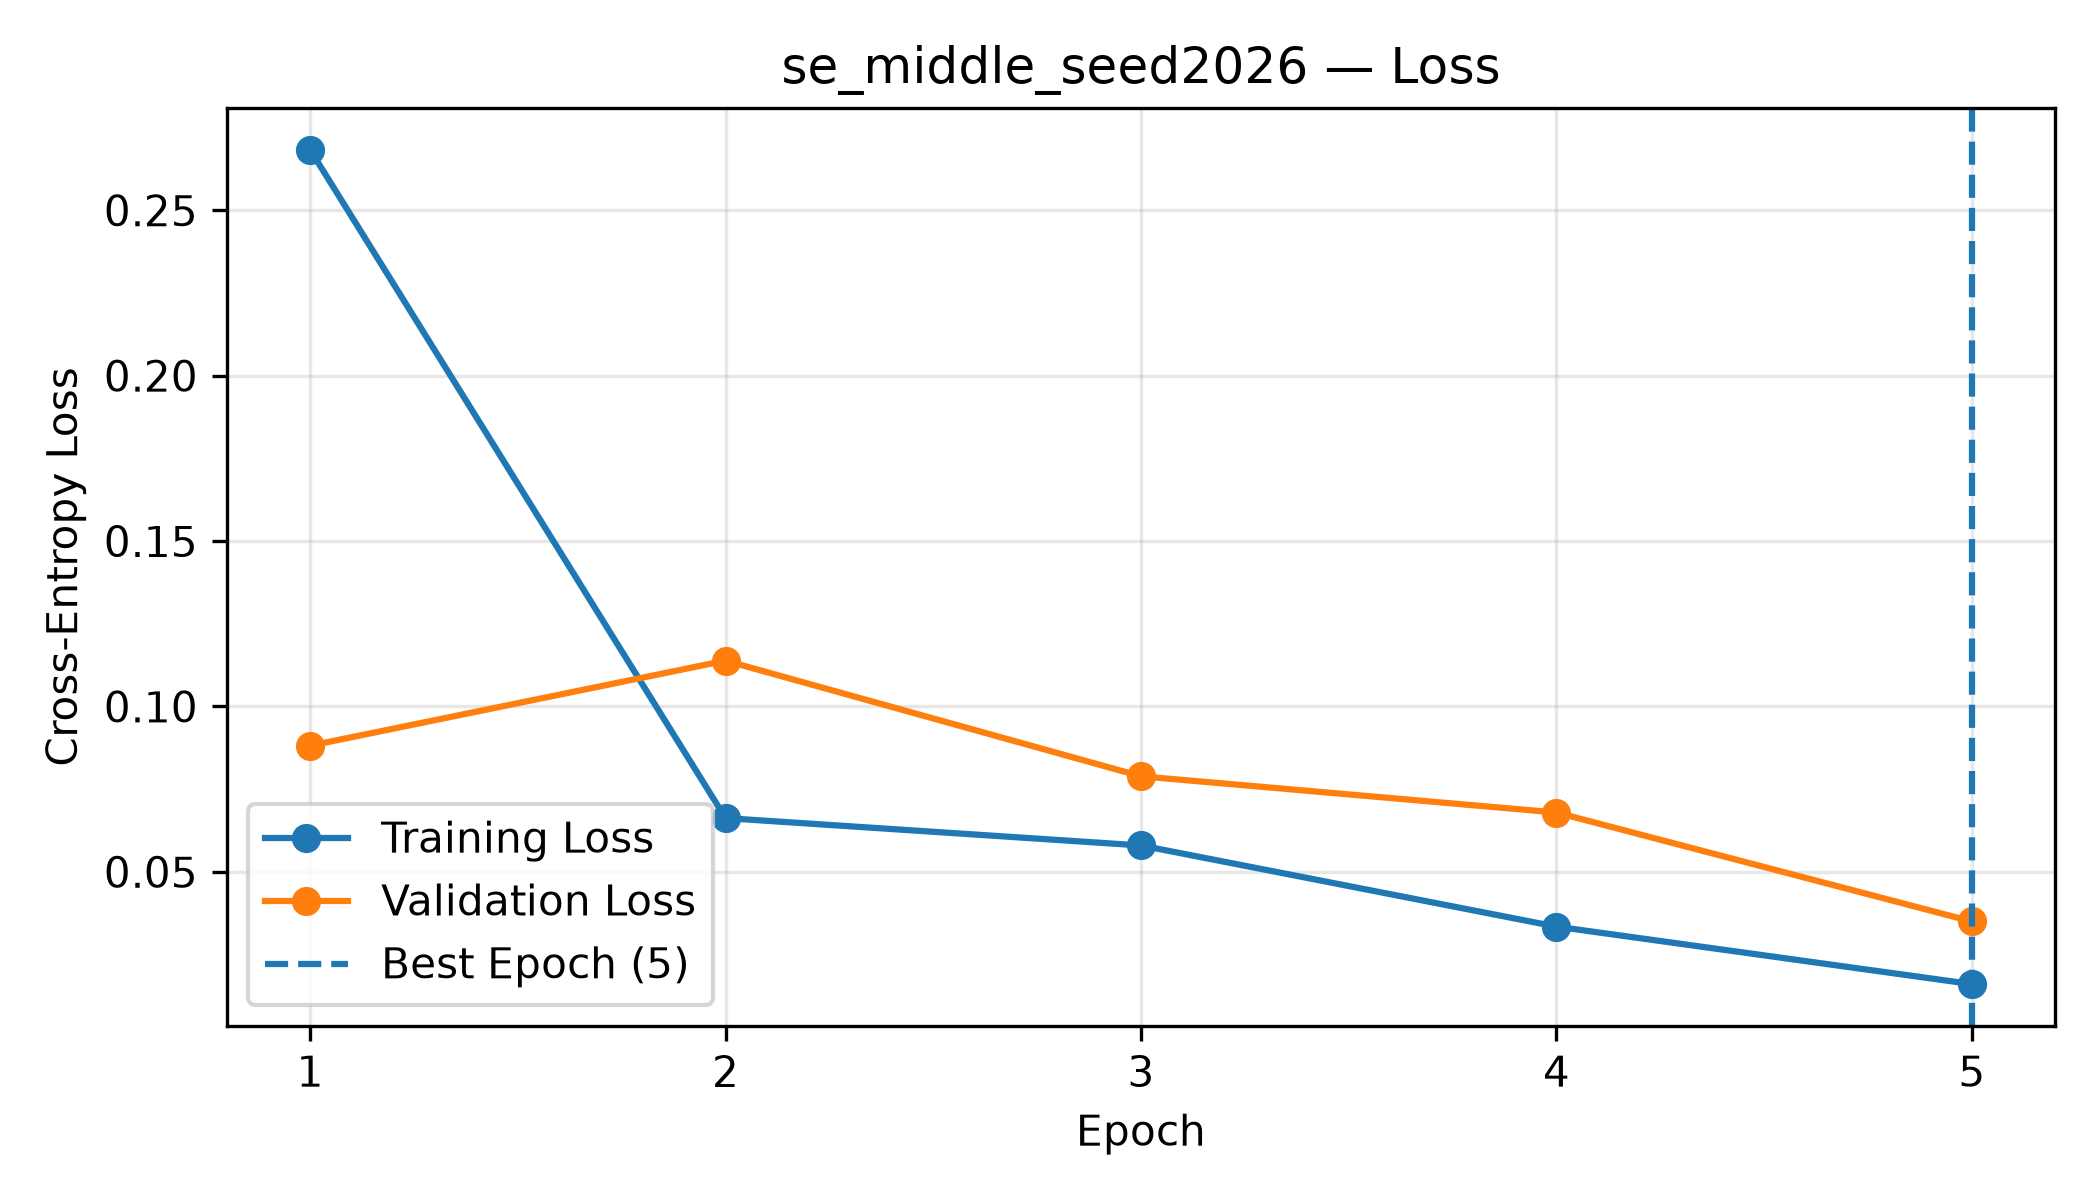 se_middle_seed2026 — Loss
Cross-Entropy Loss
0.25
0.20
0.15
0.10
0.05
Training Loss
Validation Loss
Best Epoch (5)
1 2 3 4 5
Epoch